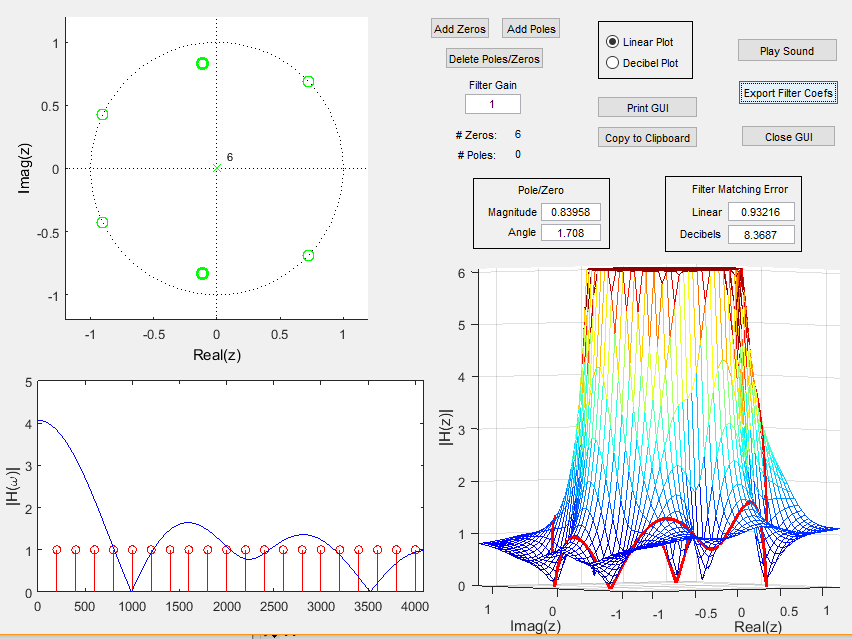 Add Zeros
Add Poles
Delete Poles/Zeros
Filter Gain
1
# Zeros: 6
# Poles: 0
Linear Plot
Decibel Plot
Print GUI
Copy to Clipboard
Play Sound
Export Filter Coefs
Close GUI
Pole/Zero
Magnitude 0.83958
Angle 1.708
Filter Matching Error
Linear 0.93216
Decibels 8.3687
1
0.5
0
-0.5
-1
Imag(z)
6
-1 -0.5 0 0.5 1
Real(z)
5
4
3
2
1
0
|H(ω)|
0 500 1000 1500 2000 2500 3000 3500 4000
6
5
4
3
2
1
0
|H(z)|
1 0 -1
Imag(z)
-1 -0.5 0 0.5 1
Real(z)